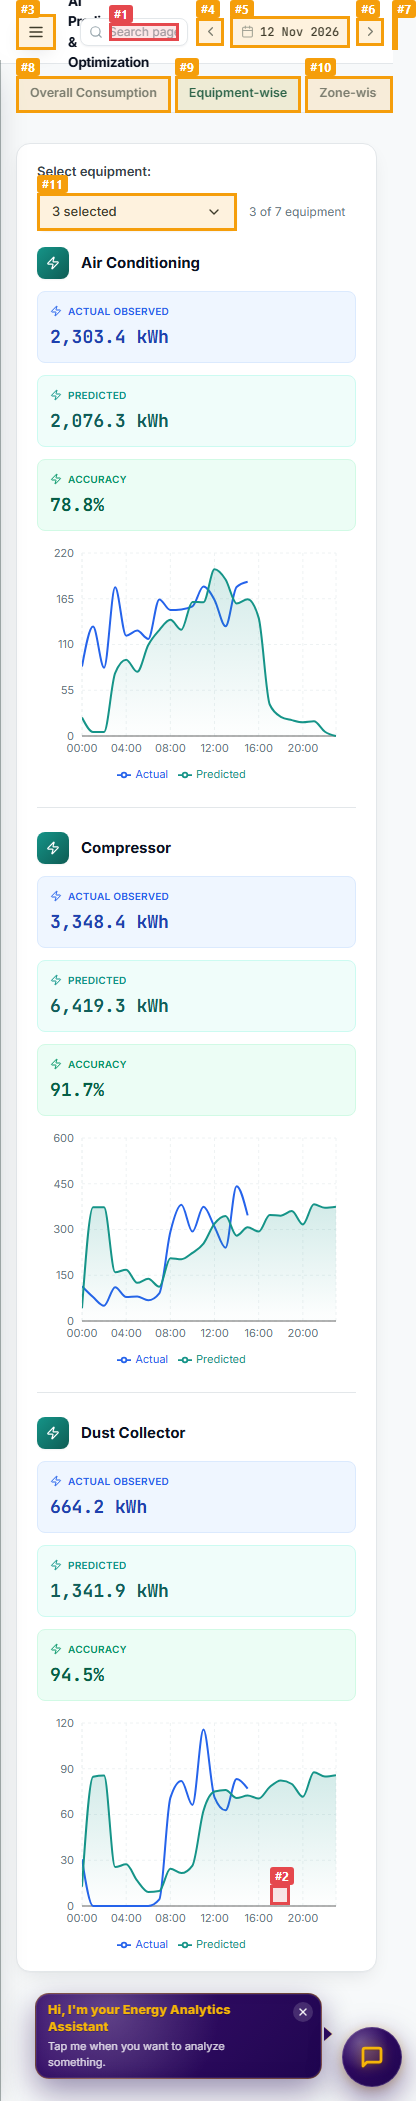 #3
AI
Predi
&
Optimization
#1
Search page
#4
#5
12 Nov 2026
#6
#7
#8
Overall Consumption
#9
Equipment-wise
#10
Zone-wis
Select equipment:
#11
3 selected
3 of 7 equipment
Air Conditioning
ACTUAL OBSERVED
2,303.4 kWh
PREDICTED
2,076.3 kWh
ACCURACY
78.8%
220
165
110
55
0
00:00 04:00 08:00 12:00 16:00 20:00
Actual Predicted
Compressor
ACTUAL OBSERVED
3,348.4 kWh
PREDICTED
6,419.3 kWh
ACCURACY
91.7%
600
450
300
150
0
00:00 04:00 08:00 12:00 16:00 20:00
Actual Predicted
Dust Collector
ACTUAL OBSERVED
664.2 kWh
PREDICTED
1,341.9 kWh
ACCURACY
94.5%
120
90
60
30
0
#2
00:00 04:00 08:00 12:00 16:00 20:00
Actual Predicted
Hi, I'm your Energy Analytics
Assistant
Tap me when you want to analyze
something.